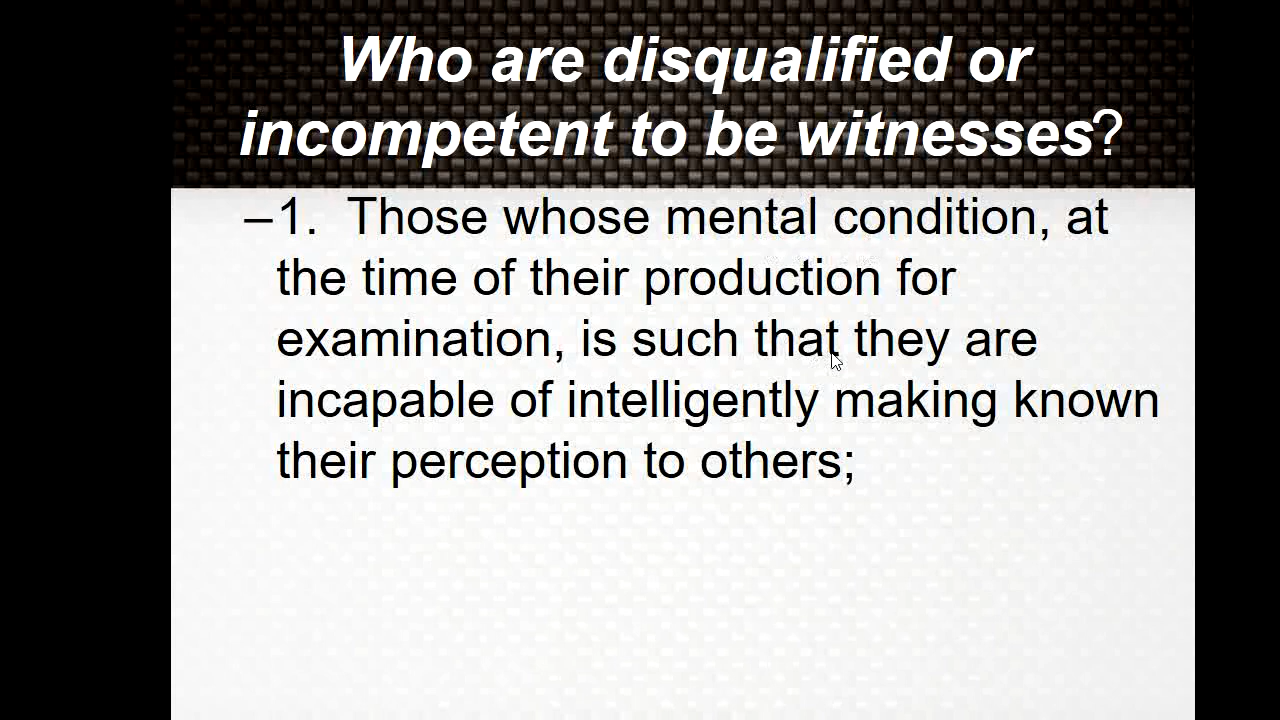 Who are disqualified or
incompetent to be witnesses?
–1. Those whose mental condition, at
the time of their production for
examination, is such that they are
incapable of intelligently making known
their perception to others;